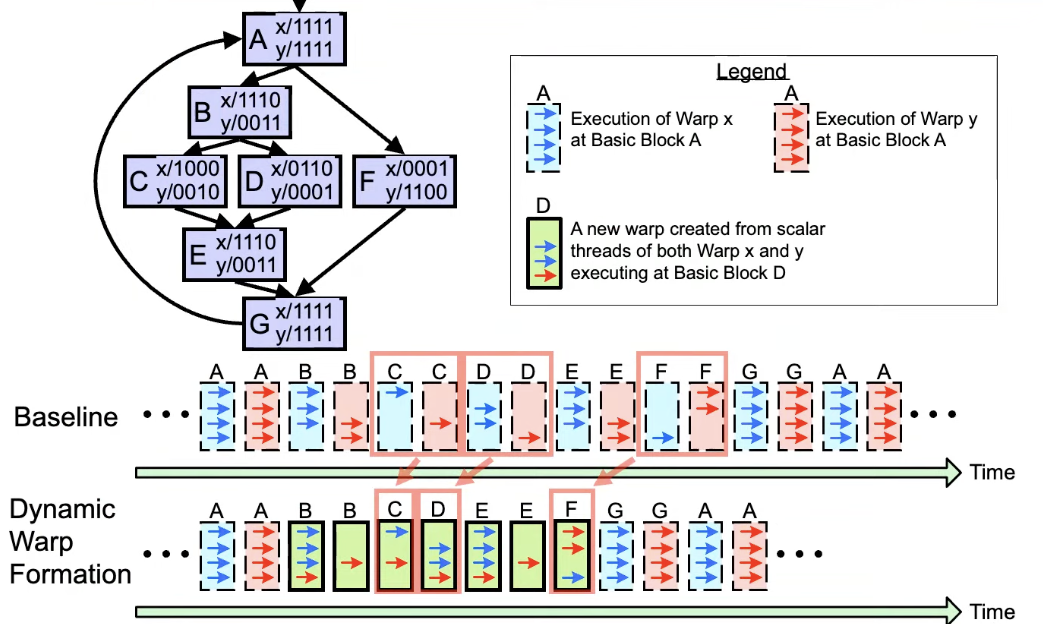 A x/1111
y/1111
B x/1110
y/0011
C x/1000
y/0010
D x/0110
y/0001
F x/0001
y/1100
E x/1110
y/0011
G x/1111
y/1111
Legend
A
Execution of Warp x
at Basic Block A
A
Execution of Warp y
at Basic Block A
D
A new warp created from scalar
threads of both Warp x and y
executing at Basic Block D
A A B B C C D D E E F F G G A A
Baseline
Time
A A B B C D E E F G G A A
Dynamic
Warp
Formation
Time